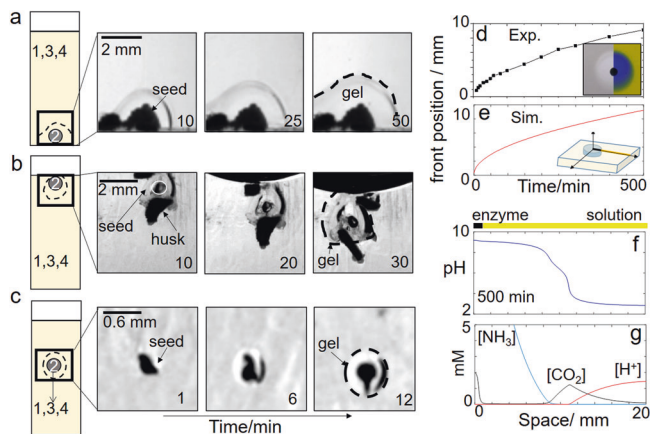 a
1,3,4
2
2 mm
seed
10
25
gel
50
b
2
1,3,4
2 mm
seed
husk
10
20
gel
30
c
2
1,3,4
0.6 mm
seed
1
6
gel
12
Time/min
front position / mm
10
d Exp.
0
10
e Sim.
0
0
Time/min
500
enzyme solution
10
f
pH
500 min
2
5
g
[NH₃]
[CO₂]
[H⁺]
mM
0
0
Space/ mm
20